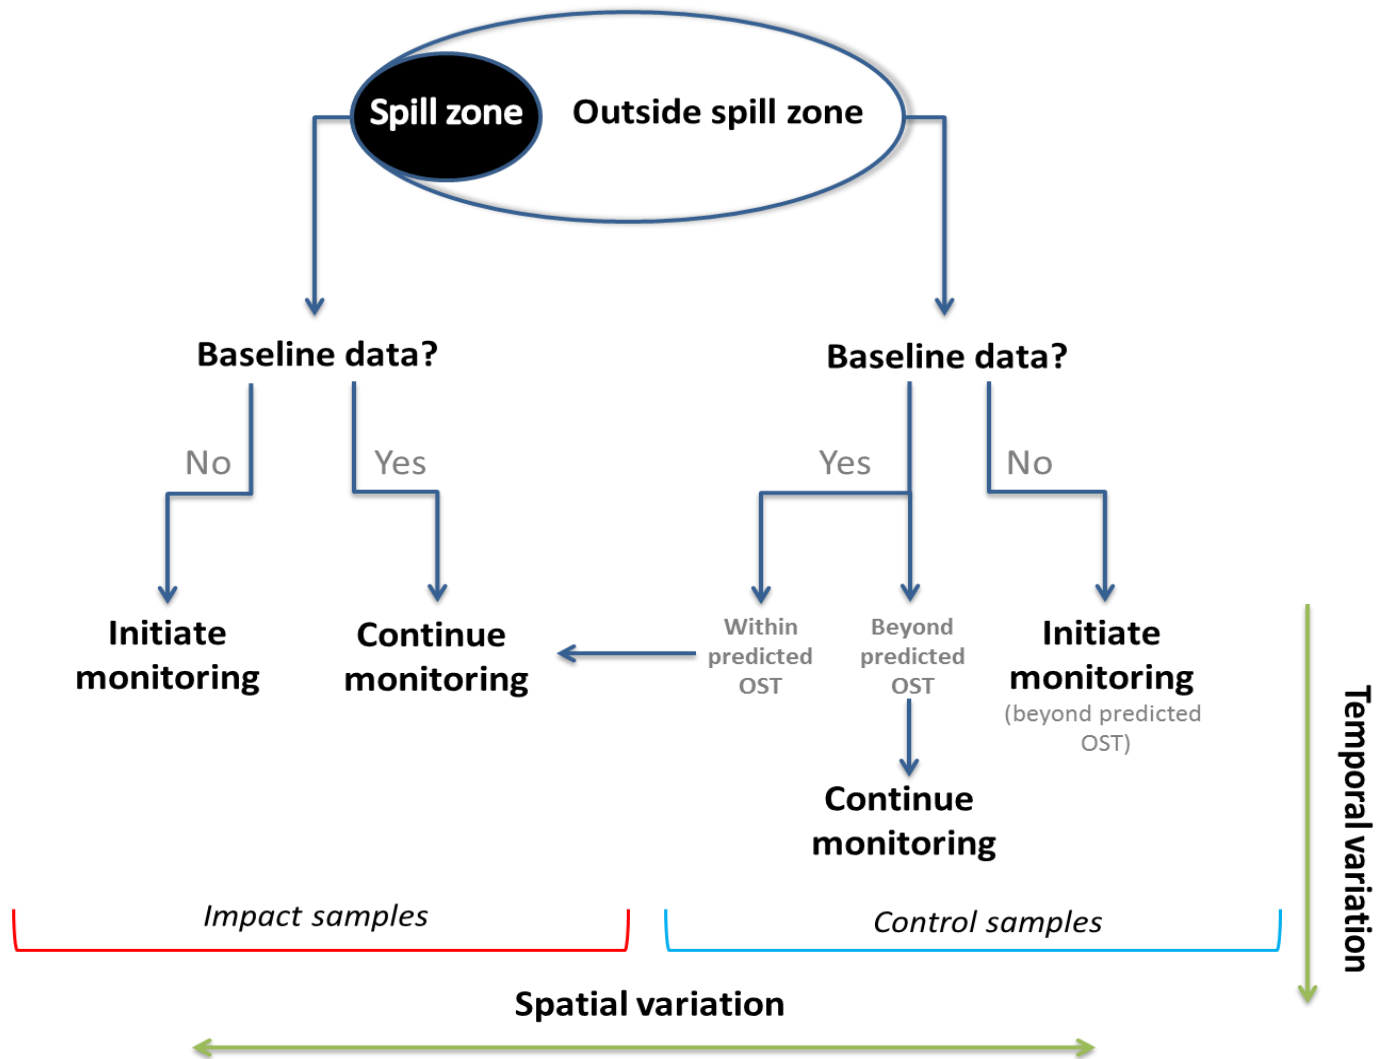 Spill zone
Outside spill zone
Baseline data?
Baseline data?
No
Yes
Yes
No
Initiate
monitoring
Continue
monitoring
Within
predicted
OST
Beyond
predicted
OST
Initiate
monitoring
(beyond predicted
OST)
Continue
monitoring
Temporal variation
Impact samples
Control samples
Spatial variation